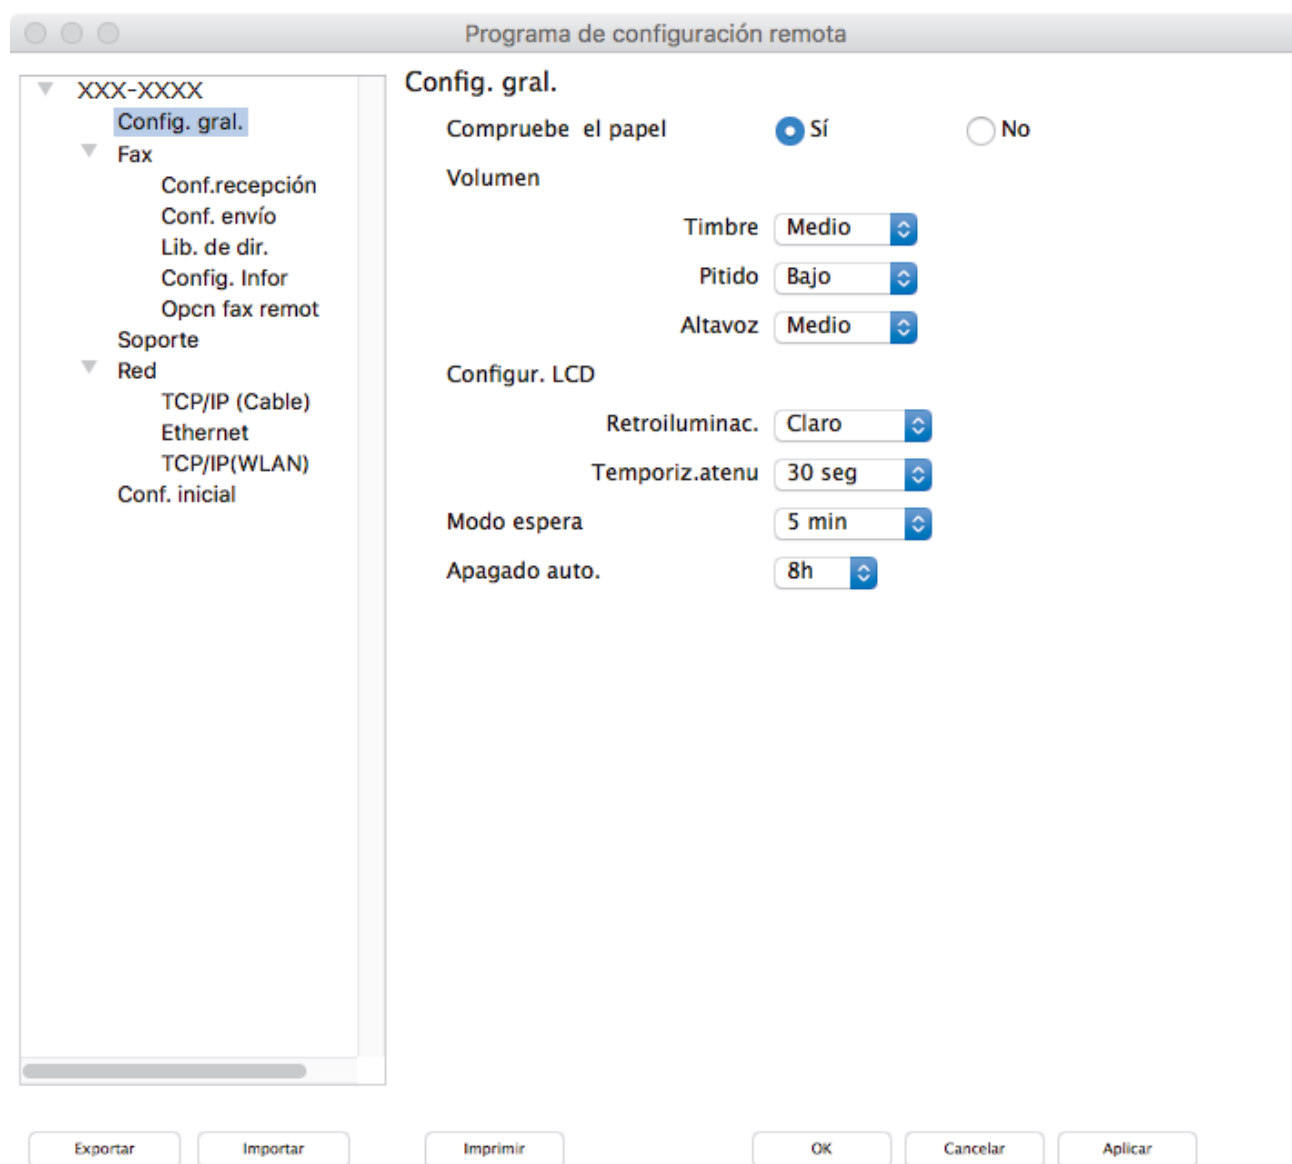 Programa de configuración remota
XXX-XXXX
Config. gral.
Fax
Conf.recepción
Conf. envío
Lib. de dir.
Config. Infor
Opcn fax remot
Soporte
Red
TCP/IP (Cable)
Ethernet
TCP/IP(WLAN)
Conf. inicial
Config. gral.
Compruebe el papel Sí No
Volumen
Timbre Medio
Pitido Bajo
Altavoz Medio
Configur. LCD
Retroiluminac. Claro
Temporiz.atenu 30 seg
Modo espera 5 min
Apagado auto. 8h
Exportar Importar Imprimir OK Cancelar Aplicar